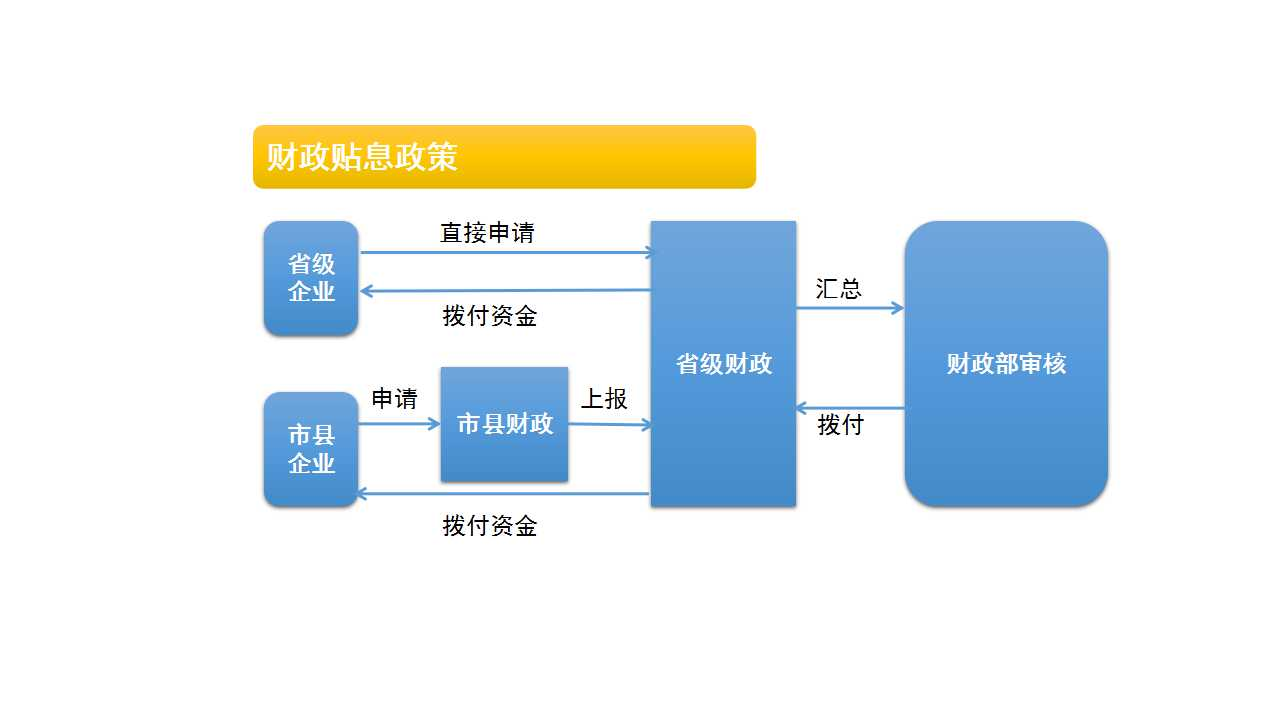 财政贴息政策
直接申请
省级
企业
拨付资金
汇总
省级财政
财政部审核
申请
市县财政
上报
拨付
市县
企业
拨付资金